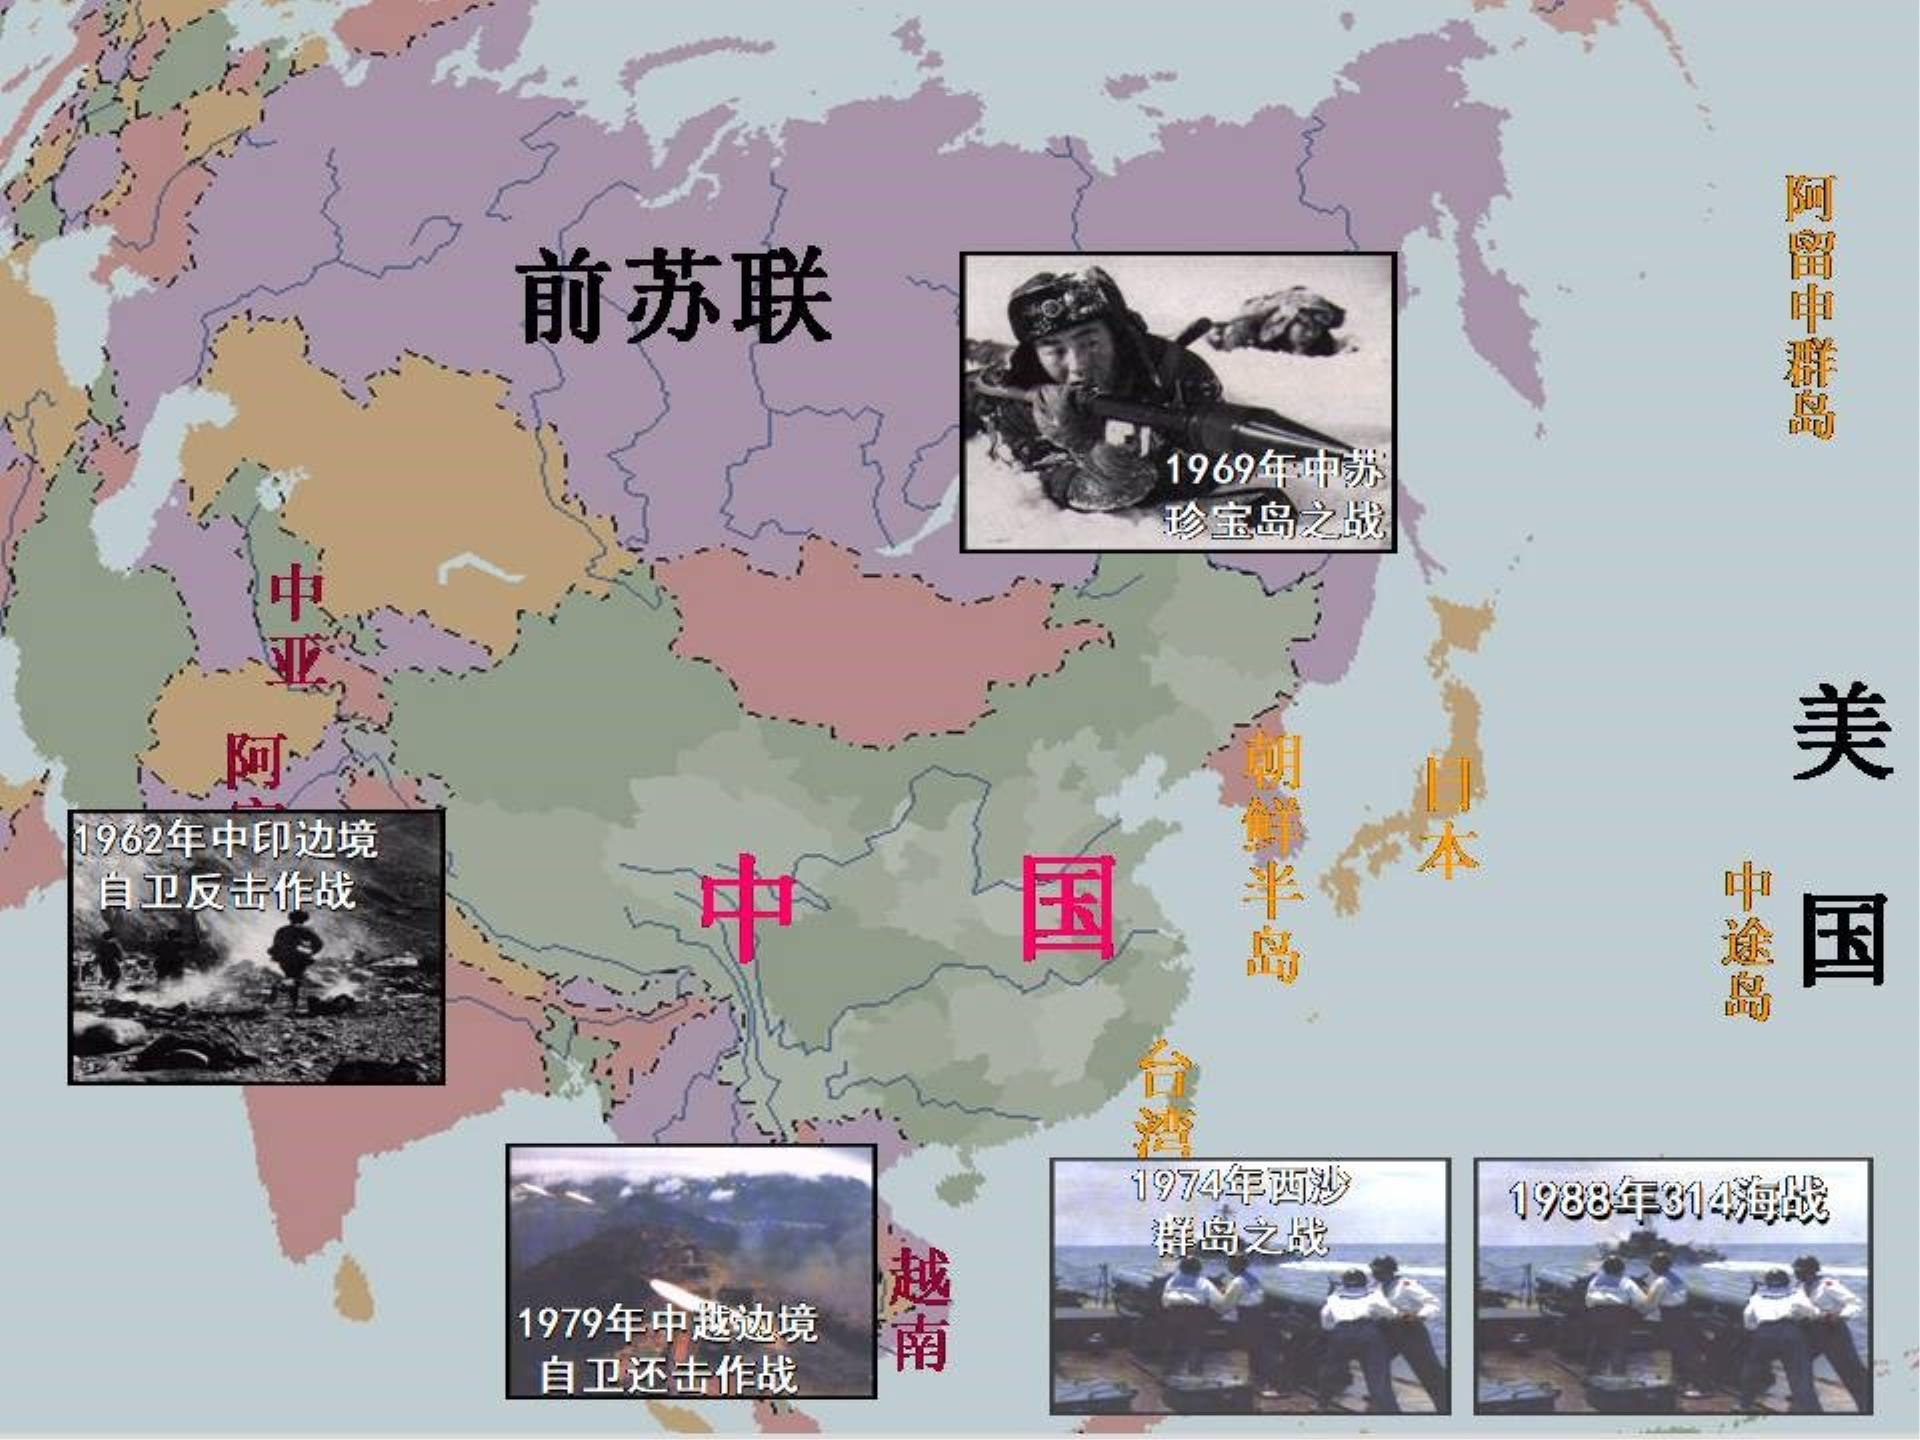 前苏联
阿留申群岛
1969年中苏
珍宝岛之战
中亚
阿
美国
朝鲜半岛
日本
中途岛
1962年中印边境
自卫反击作战
中国
台湾
1979年中越边境
自卫还击作战
越南
1974年西沙
群岛之战
1988年314海战